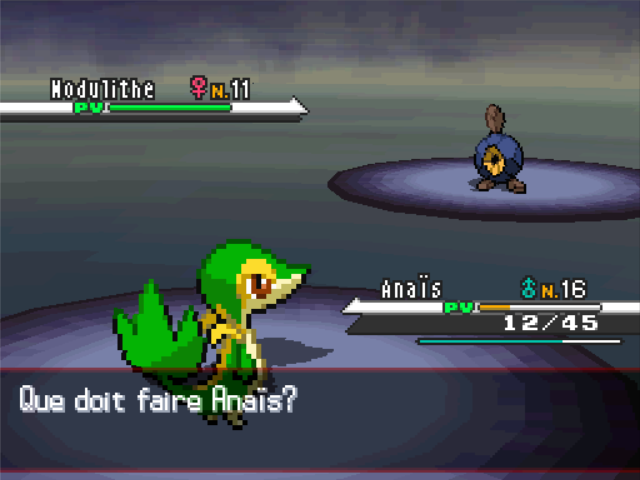 Nodulithe ♀ N.11
PV
Anaïs ♂ N.16
PV
12/45
Que doit faire Anaïs?